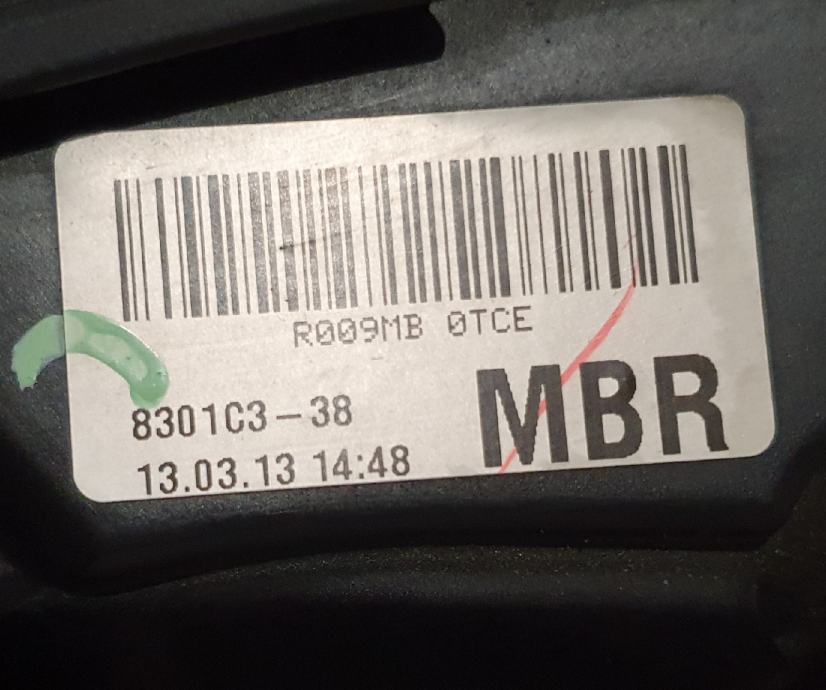 R009MB 0TCE
8301C3-38
MBR
13.03.13 14:48